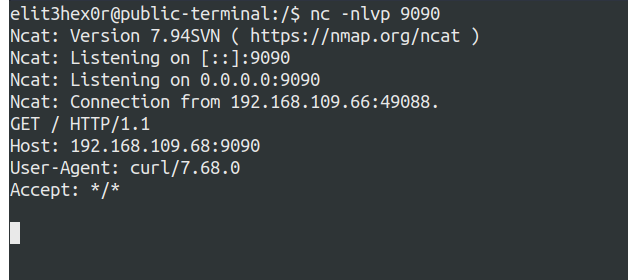 elit3hex0r@public-terminal:/$ nc -nlvp 9090
Ncat: Version 7.94SVN ( https://nmap.org/ncat )
Ncat: Listening on [::]:9090
Ncat: Listening on 0.0.0.0:9090
Ncat: Connection from 192.168.109.66:49088.
GET / HTTP/1.1
Host: 192.168.109.68:9090
User-Agent: curl/7.68.0
Accept: */*